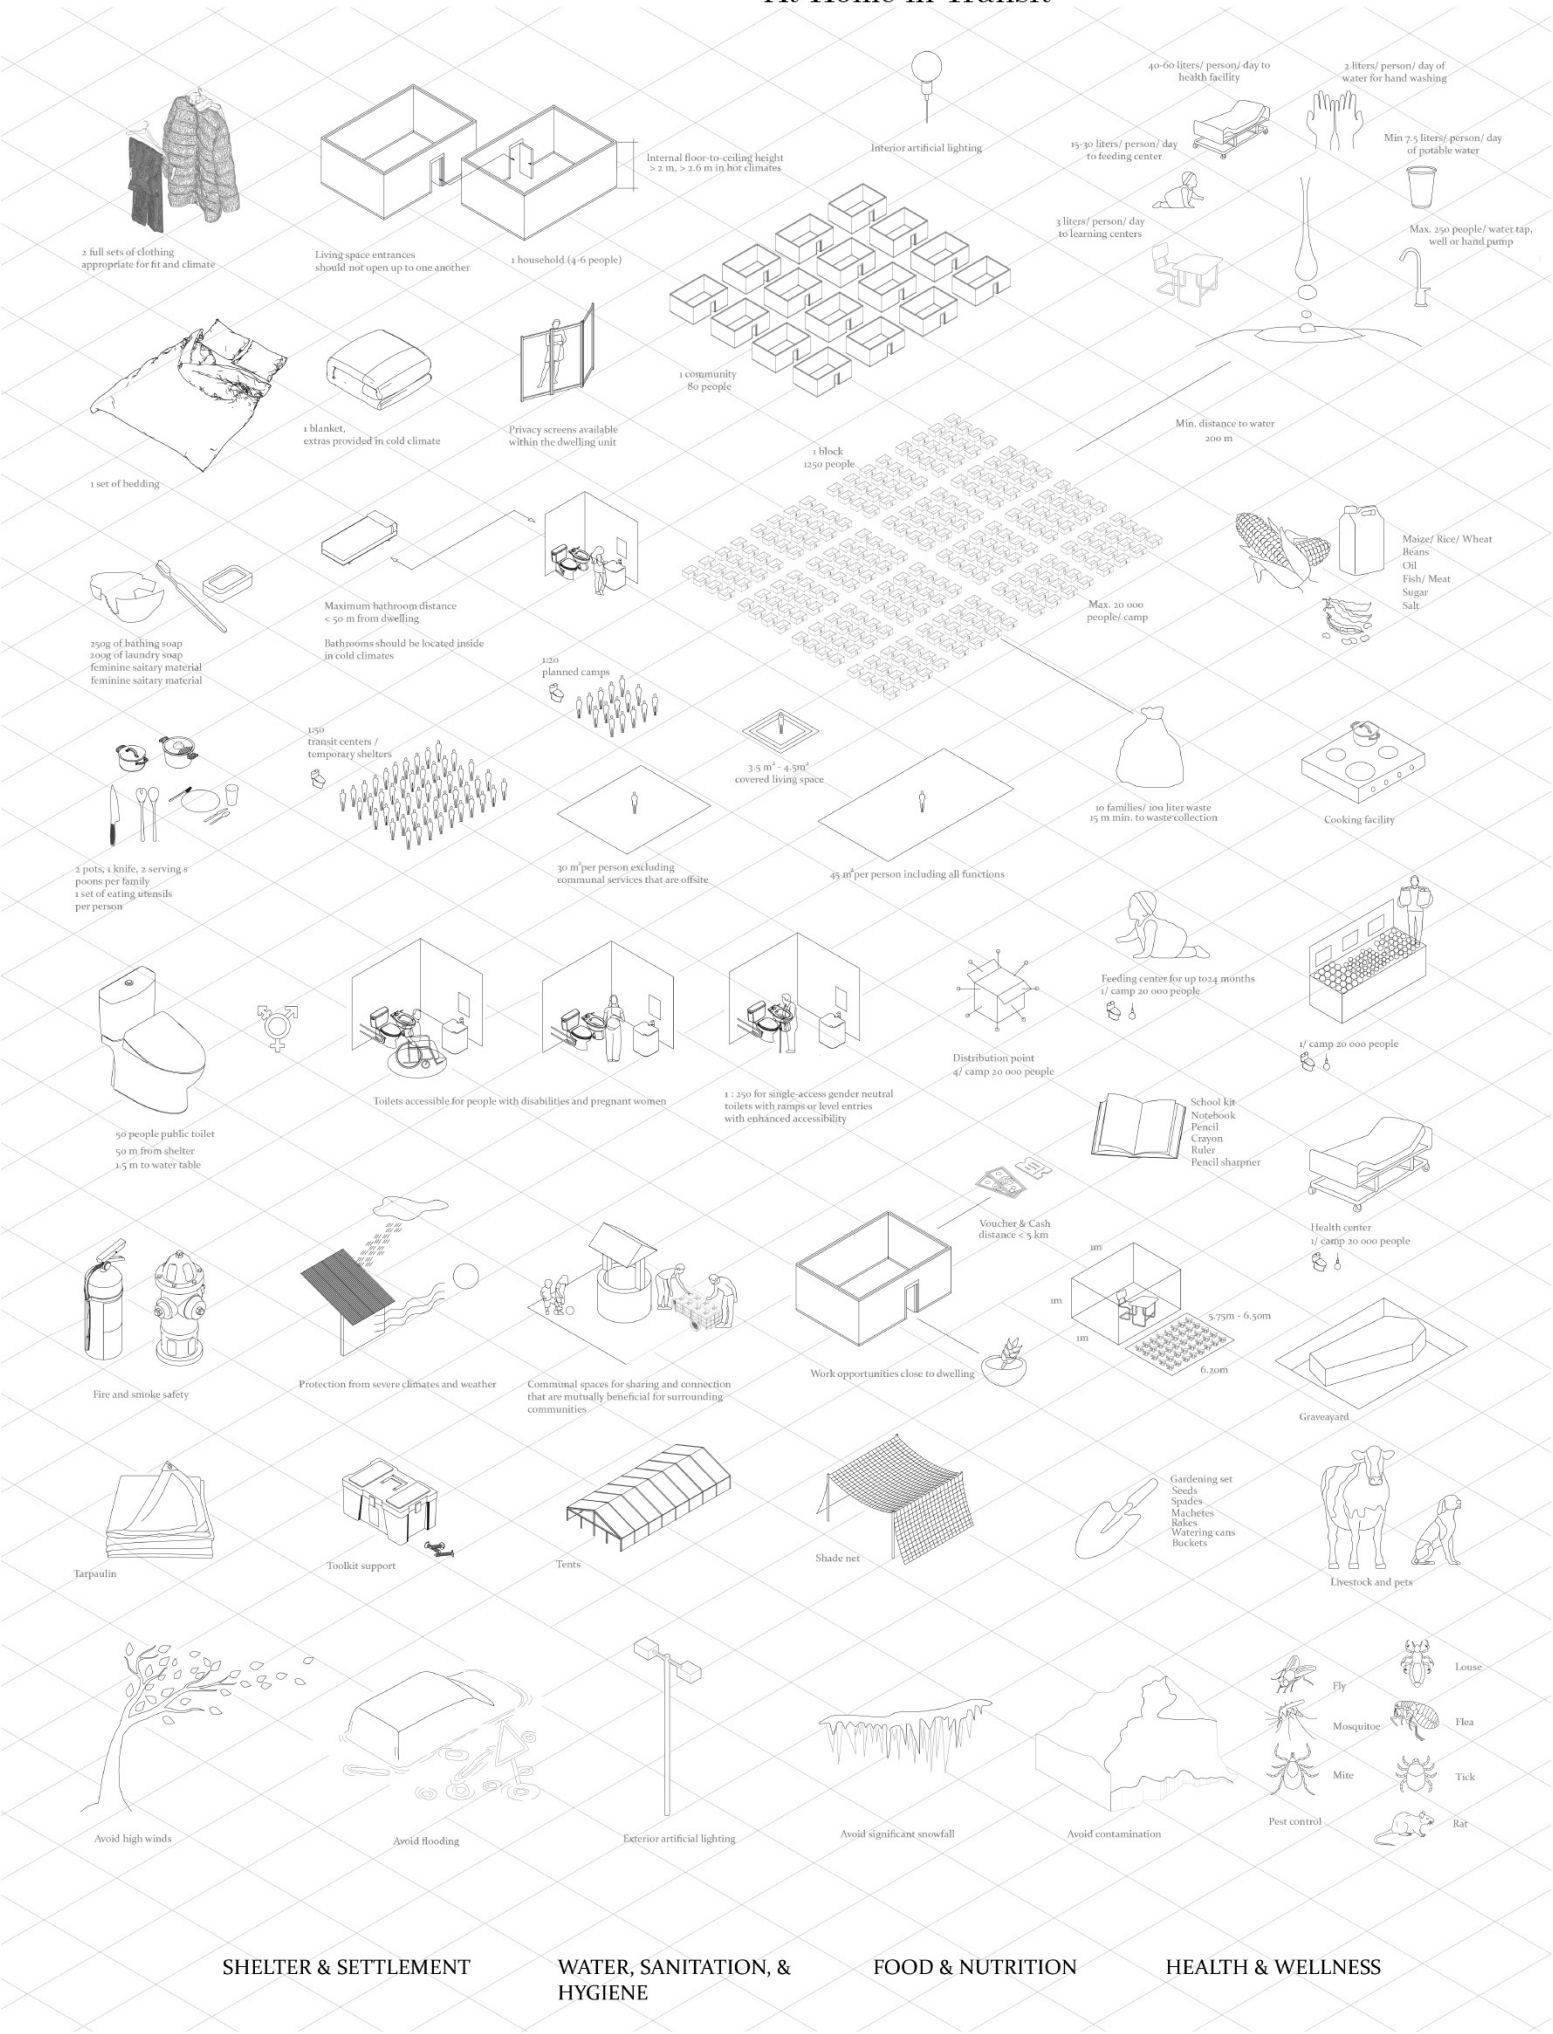 At Home in Transit
40-60 liters/ person/ day to
health facility
2 liters/ person/ day of
water for hand washing
Interior artificial lighting
15-30 liters/ person/ day
to feeding center
Min 7.5 liters/ person/ day
of potable water
Internal floor-to-ceiling height
> 2 m, > 2.6 m in hot climates
3 liters/ person/ day
to learning centers
Max. 250 people/ water tap,
well or hand pump
2 full sets of clothing
appropriate for fit and climate
Living space entrances
should not open up to one another
1 household (4-6 people)
1 community
80 people
1 blanket,
extras provided in cold climate
Privacy screens available
within the dwelling unit
Min. distance to water
200 m
1 block
1250 people
1 set of bedding
Maize/ Rice/ Wheat
Beans
Oil
Fish/ Meat
Sugar
Salt
Maximum bathroom distance
< 50 m from dwelling
Bathrooms should be located inside
in cold climates
Max. 20 000
people/ camp
250g of bathing soap
200g of laundry soap
feminine saitary material
feminine saitary material
1:20
planned camps
1:50
transit centers /
temporary shelters
3.5 m² - 4.5m²
covered living space
10 families/ 100 liter waste
15 m min. to waste collection
Cooking facility
2 pots, 1 knife, 2 serving s
poons per family
1 set of eating utensils
per person
30 m²per person excluding
communal services that are offsite
45 m²per person including all functions
Feeding center for up to24 months
1/ camp 20 000 people
1/ camp 20 000 people
Distribution point
4/ camp 20 000 people
Toilets accessible for people with disabilities and pregnant women
1 : 250 for single-access gender neutral
toilets with ramps or level entries
with enhanced accessibility
School kit
Notebook
Pencil
Crayon
Ruler
Pencil sharpner
50 people public toilet
50 m from shelter
1.5 m to water table
Voucher & Cash
distance < 5 km
Health center
1/ camp 20 000 people
1m
1m
1m
5.75m - 6.50m
6.20m
Fire and smoke safety
Protection from severe climates and weather
Communal spaces for sharing and connection
that are mutually beneficial for surrounding
communities
Work opportunities close to dwelling
Graveayard
Gardening set
Seeds
Spades
Machetes
Rakes
Watering cans
Buckets
Tarpaulin
Toolkit support
Tents
Shade net
Livestock and pets
Louse
Fly
Mosquitoe
Flea
Mite
Tick
Pest control
Rat
Avoid high winds
Avoid flooding
Exterior artificial lighting
Avoid significant snowfall
Avoid contamination
SHELTER & SETTLEMENT
WATER, SANITATION, &
HYGIENE
FOOD & NUTRITION
HEALTH & WELLNESS